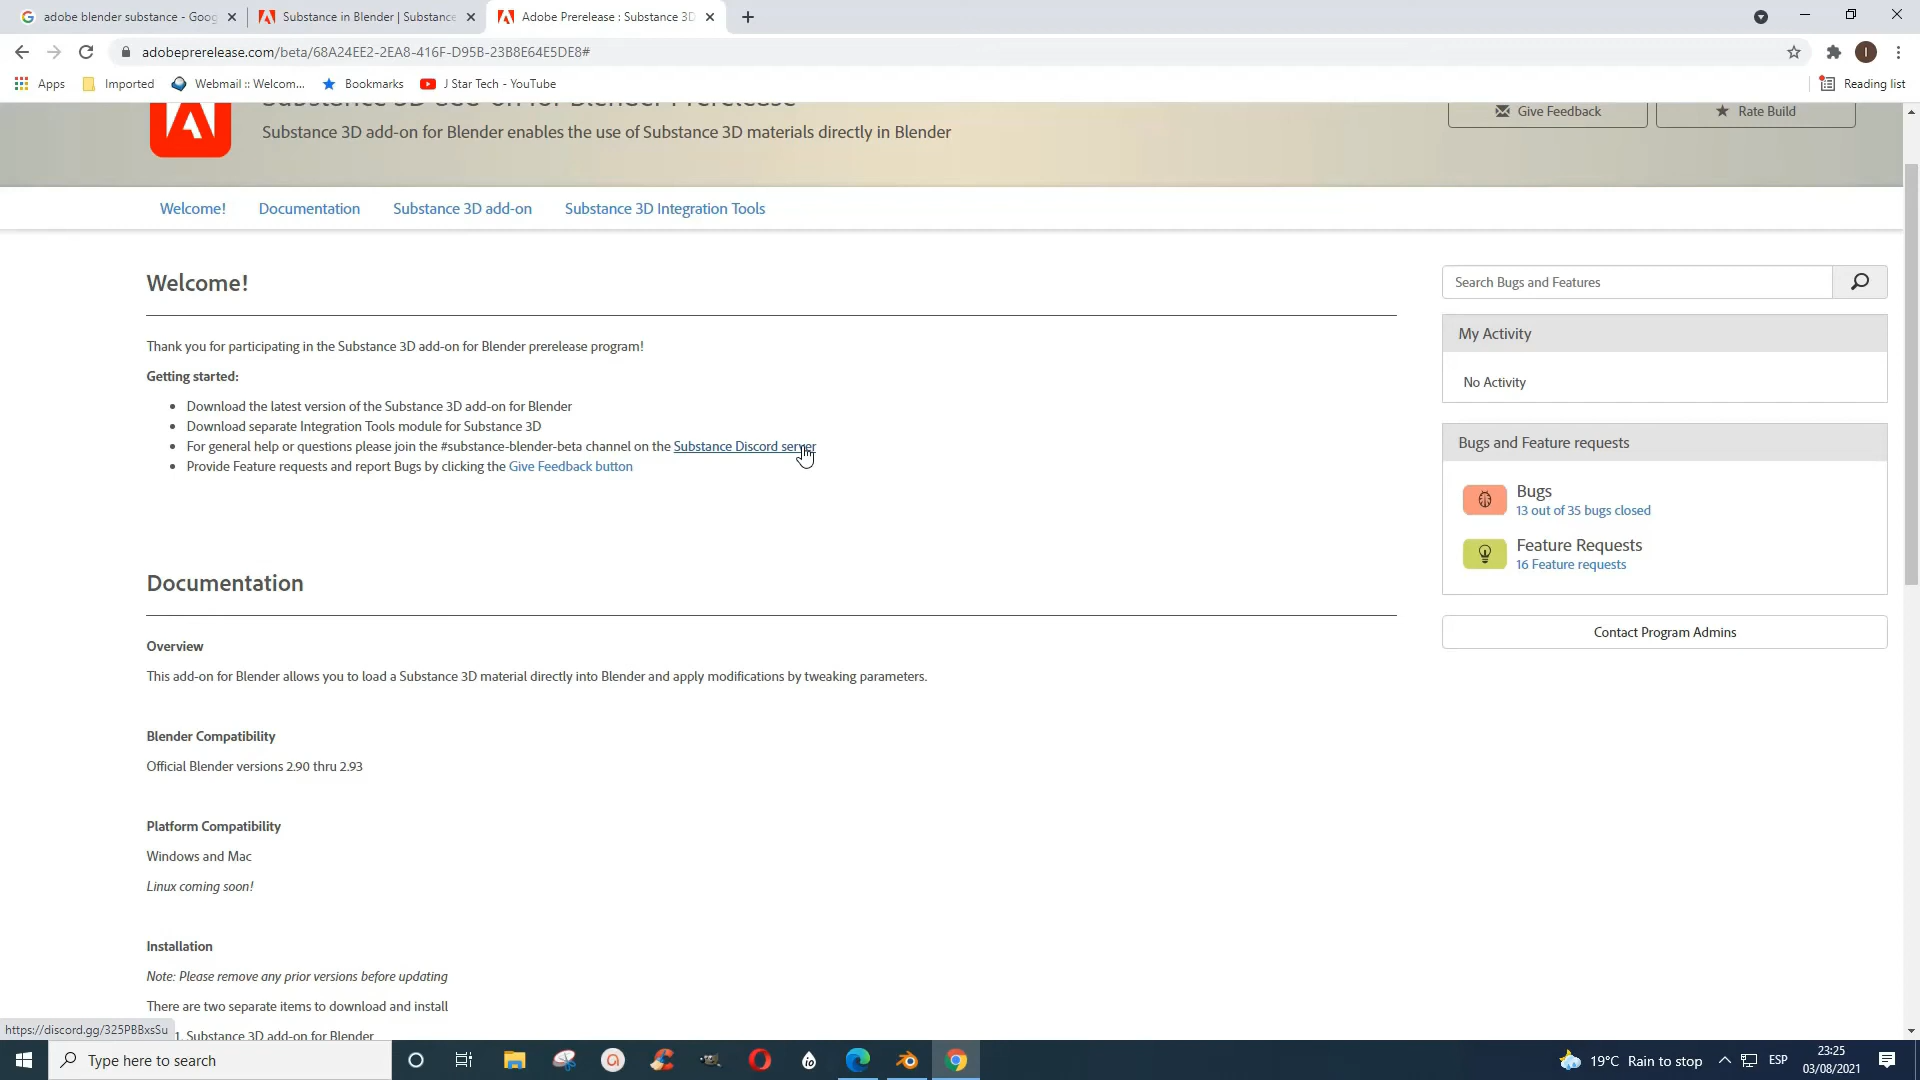 adobe blender substance - Goog
Substance in Blender | Substance
Adobe Prerelease : Substance 3D
adobeprerelease.com/beta/68A24EE2-2EA8-416F-D95B-23B8E64E5DE8#
Apps
Imported
Webmail :: Welcom...
Bookmarks
J Star Tech - YouTube
Reading list
Substance 3D add-on for Blender Prerelease
Substance 3D add-on for Blender enables the use of Substance 3D materials directly in Blender
Give Feedback
Rate Build
Welcome!
Documentation
Substance 3D add-on
Substance 3D Integration Tools
Welcome!
Thank you for participating in the Substance 3D add-on for Blender prerelease program!
Getting started:
Download the latest version of the Substance 3D add-on for Blender
Download separate Integration Tools module for Substance 3D
For general help or questions please join the #substance-blender-beta channel on the Substance Discord server
Provide Feature requests and report Bugs by clicking the Give Feedback button
Search Bugs and Features
My Activity
No Activity
Bugs and Feature requests
Bugs
13 out of 35 bugs closed
Feature Requests
16 Feature requests
Contact Program Admins
Documentation
Overview
This add-on for Blender allows you to load a Substance 3D material directly into Blender and apply modifications by tweaking parameters.
Blender Compatibility
Official Blender versions 2.90 thru 2.93
Platform Compatibility
Windows and Mac
Linux coming soon!
Installation
Note: Please remove any prior versions before updating
There are two separate items to download and install
1. Substance 3D add-on for Blender
https://discord.gg/325PBBxsSu
Type here to search
19°C Rain to stop
ESP
23:25
03/08/2021